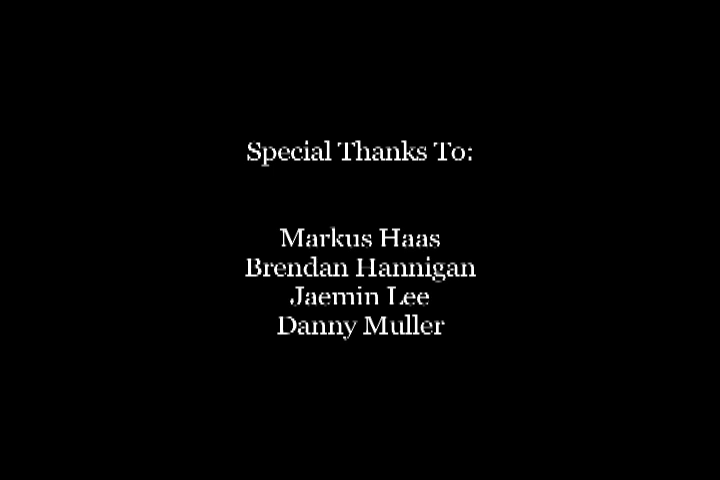 Special Thanks To:
Markus Haas
Brendan Hannigan
Jaemin Lee
Danny Muller